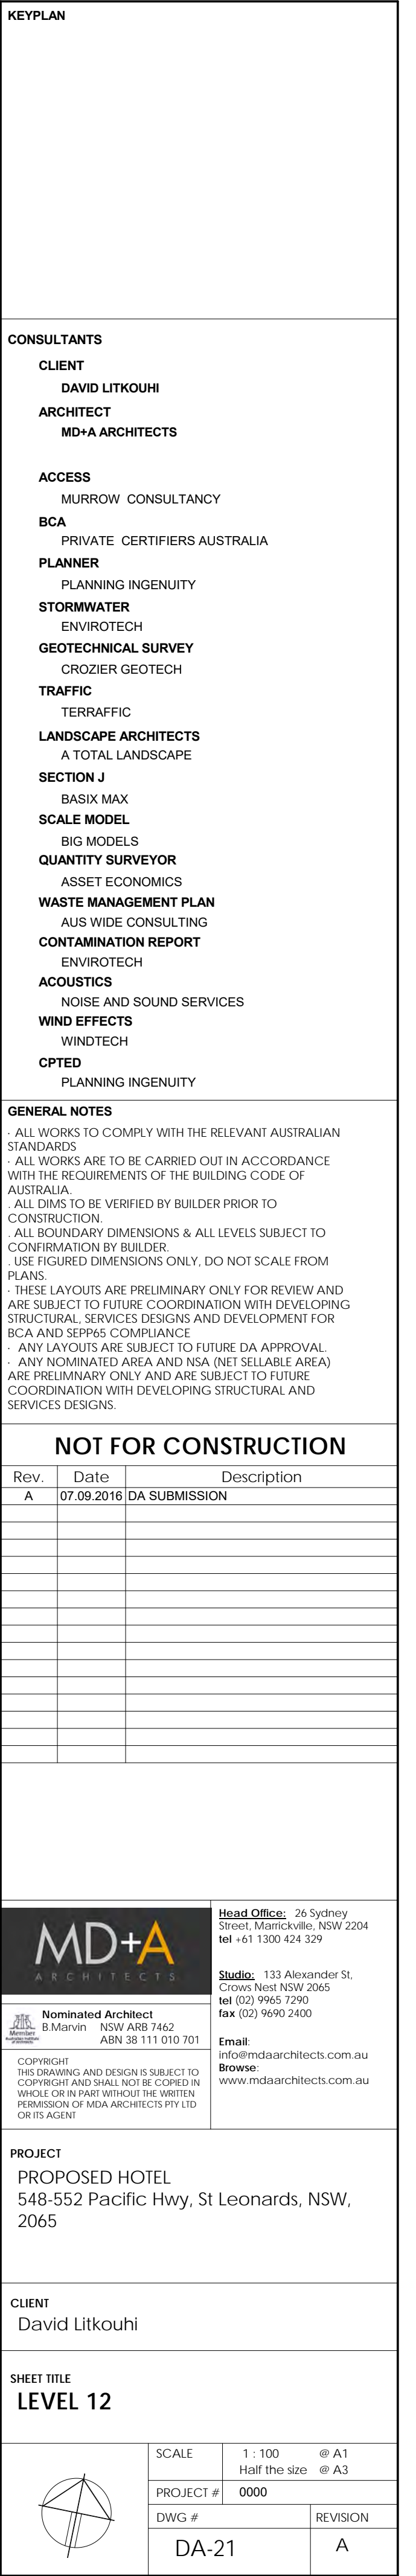 KEYPLAN
CONSULTANTS
CLIENT
DAVID LITKOUHI
ARCHITECT
MD+A ARCHITECTS
ACCESS
MURROW CONSULTANCY
BCA
PRIVATE CERTIFIERS AUSTRALIA
PLANNER
PLANNING INGENUITY
STORMWATER
ENVIROTECH
GEOTECHNICAL SURVEY
CROZIER GEOTECH
TRAFFIC
TERRAFFIC
LANDSCAPE ARCHITECTS
A TOTAL LANDSCAPE
SECTION J
BASIX MAX
SCALE MODEL
BIG MODELS
QUANTITY SURVEYOR
ASSET ECONOMICS
WASTE MANAGEMENT PLAN
AUS WIDE CONSULTING
CONTAMINATION REPORT
ENVIROTECH
ACOUSTICS
NOISE AND SOUND SERVICES
WIND EFFECTS
WINDTECH
CPTED
PLANNING INGENUITY
GENERAL NOTES
· ALL WORKS TO COMPLY WITH THE RELEVANT AUSTRALIAN
STANDARDS
· ALL WORKS ARE TO BE CARRIED OUT IN ACCORDANCE
WITH THE REQUIREMENTS OF THE BUILDING CODE OF
AUSTRALIA.
. ALL DIMS TO BE VERIFIED BY BUILDER PRIOR TO
CONSTRUCTION.
. ALL BOUNDARY DIMENSIONS & ALL LEVELS SUBJECT TO
CONFIRMATION BY BUILDER.
. USE FIGURED DIMENSIONS ONLY, DO NOT SCALE FROM
PLANS.
· THESE LAYOUTS ARE PRELIMINARY ONLY FOR REVIEW AND
ARE SUBJECT TO FUTURE COORDINATION WITH DEVELOPING
STRUCTURAL, SERVICES DESIGNS AND DEVELOPMENT FOR
BCA AND SEPP65 COMPLIANCE
· ANY LAYOUTS ARE SUBJECT TO FUTURE DA APPROVAL.
· ANY NOMINATED AREA AND NSA (NET SELLABLE AREA)
ARE PRELIMNARY ONLY AND ARE SUBJECT TO FUTURE
COORDINATION WITH DEVELOPING STRUCTURAL AND
SERVICES DESIGNS.
NOT FOR CONSTRUCTION
Rev. Date Description
A 07.09.2016 DA SUBMISSION
MD+A
ARCHITECTS
Member
Nominated Architect
B.Marvin NSW ARB 7462
ABN 38 111 010 701
COPYRIGHT
THIS DRAWING AND DESIGN IS SUBJECT TO
COPYRIGHT AND SHALL NOT BE COPIED IN
WHOLE OR IN PART WITHOUT THE WRITTEN
PERMISSION OF MDA ARCHITECTS PTY LTD
OR ITS AGENT
Head Office: 26 Sydney
Street, Marrickville, NSW 2204
tel +61 1300 424 329
Studio: 133 Alexander St,
Crows Nest NSW 2065
tel (02) 9965 7290
fax (02) 9690 2400
Email:
info@mdaarchitects.com.au
Browse:
www.mdaarchitects.com.au
PROJECT
PROPOSED HOTEL
548-552 Pacific Hwy, St Leonards, NSW,
2065
CLIENT
David Litkouhi
SHEET TITLE
LEVEL 12
SCALE 1 : 100 @ A1
Half the size @ A3
PROJECT # 0000
DWG # REVISION
DA-21 A